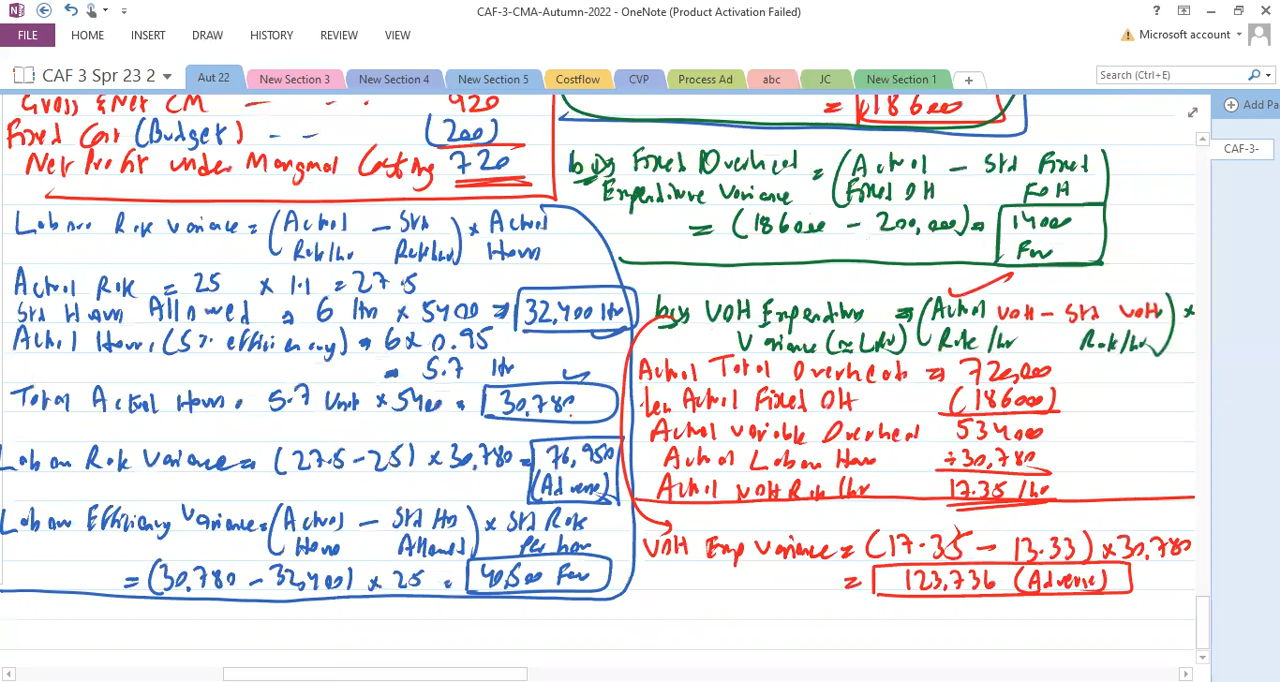 CAF-3-CMA-Autumn-2022 - OneNote (Product Activation Failed)
FILE HOME INSERT DRAW HISTORY REVIEW VIEW
Microsoft account
CAF 3 Spr 23 2 Aut 22 New Section 3 New Section 4 New Section 5 Costflow CVP Process Ad abc JC New Section 1 +
Search (Ctrl+E)
Add Pa
CAF-3-
Gross & Net CM - - - . 920
Fixed Cost (Budget) - - (200)
Net Profit under Marginal Costing 720
Labour Rate Variance = (Actual Rate/hr - Std Rate/hr) × Actual Hours
Actual Rate = 25 × 1.1 = 27.5
Std Hours Allowed = 6 hrs × 5400 = 32,400 Hrs
Actual Hours (5% efficiency) = 6 × 0.95
= 5.7 Hr
Total Actual Hours = 5.7 Unit × 5400 = 30,780
Labour Rate Variance = (27.5 - 25) × 30,780 = 76,950 (Adverse)
Labour Efficiency Variance = (Actual Hours - Std Hrs Allowed) × Std Rate per hour
= (30,780 - 32,400) × 25 = 40,500 Fav
= 186000
Fixed Overhead Expenditure Variance = (Actual Fixed OH - Std Fixed FOH)
= (186000 - 200,000) = 14000 Fav
VOH Expenditure Variance (≈ LRV) = (Actual VOH Rate/hr - Std VOH Rate/hr) ×
Actual Total Overheads = 720,000
less Actual Fixed OH (186000)
Actual Variable Overhead 534000
Actual Labour Hours ÷30,780
Actual VOH Rate/hr 17.35 /hr
VOH Exp Variance = (17.35 - 13.33) × 30,780
= 123,736 (Adverse)